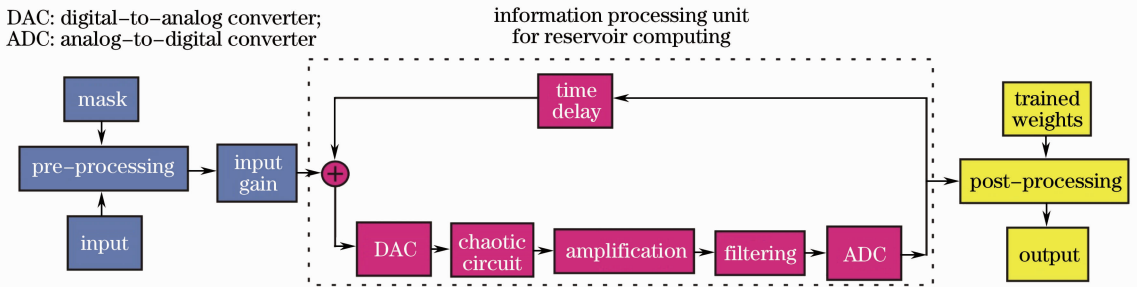 DAC: digital-to-analog converter;
ADC: analog-to-digital converter
information processing unit
for reservoir computing
mask
pre-processing
input
input
gain
+
time
delay
DAC
chaotic
circuit
amplification
filtering
ADC
trained
weights
post-processing
output